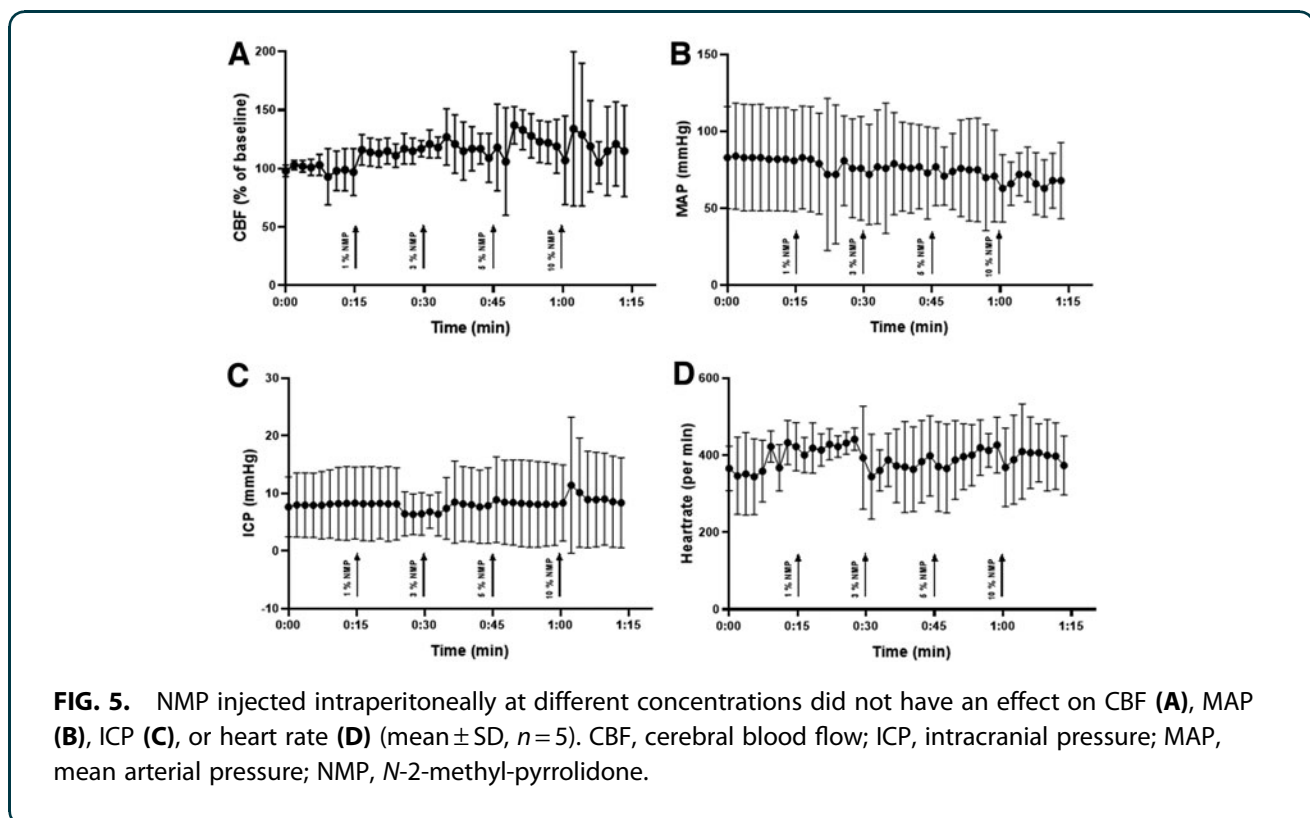 A
CBF (% of baseline)
200
150
100
50
0
1 % NMP
3 % NMP
5 % NMP
10 % NMP
0:00 0:15 0:30 0:45 1:00 1:15
Time (min)
B
MAP (mmHg)
150
100
50
0
1 % NMP
3 % NMP
5 % NMP
10 % NMP
0:00 0:15 0:30 0:45 1:00 1:15
Time (min)
C
ICP (mmHg)
30
20
10
0
-10
1 % NMP
3 % NMP
5 % NMP
10 % NMP
0:00 0:15 0:30 0:45 1:00 1:15
Time (min)
D
Heartrate (per min)
600
400
200
0
1 % NMP
3 % NMP
5 % NMP
10 % NMP
0:00 0:15 0:30 0:45 1:00 1:15
Time (min)
FIG. 5. NMP injected intraperitoneally at different concentrations did not have an effect on CBF (A), MAP
(B), ICP (C), or heart rate (D) (mean ± SD, n = 5). CBF, cerebral blood flow; ICP, intracranial pressure; MAP,
mean arterial pressure; NMP, N-2-methyl-pyrrolidone.